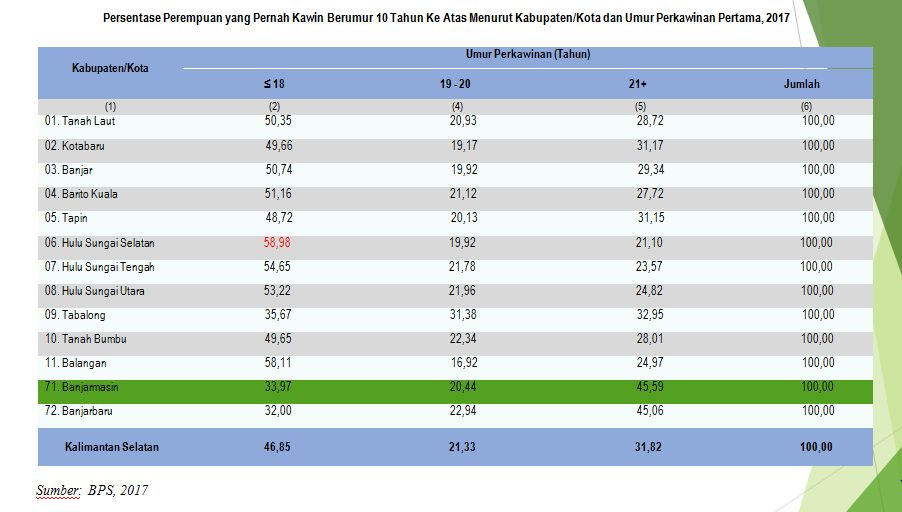 Persentase Perempuan yang Pernah Kawin Berumur 10 Tahun Ke Atas Menurut Kabupaten/Kota dan Umur Perkawinan Pertama, 2017
Kabupaten/Kota
Umur Perkawinan (Tahun)
≤ 18 19 - 20 21+ Jumlah
(1) (2) (4) (5) (6)
01. Tanah Laut 50,35 20,93 28,72 100,00
02. Kotabaru 49,66 19,17 31,17 100,00
03. Banjar 50,74 19,92 29,34 100,00
04. Barito Kuala 51,16 21,12 27,72 100,00
05. Tapin 48,72 20,13 31,15 100,00
06. Hulu Sungai Selatan 58,98 19,92 21,10 100,00
07. Hulu Sungai Tengah 54,65 21,78 23,57 100,00
08. Hulu Sungai Utara 53,22 21,96 24,82 100,00
09. Tabalong 35,67 31,38 32,95 100,00
10. Tanah Bumbu 49,65 22,34 28,01 100,00
11. Balangan 58,11 16,92 24,97 100,00
71. Banjarmasin 33,97 20,44 45,59 100,00
72. Banjarbaru 32,00 22,94 45,06 100,00
Kalimantan Selatan 46,85 21,33 31,82 100,00
Sumber: BPS, 2017